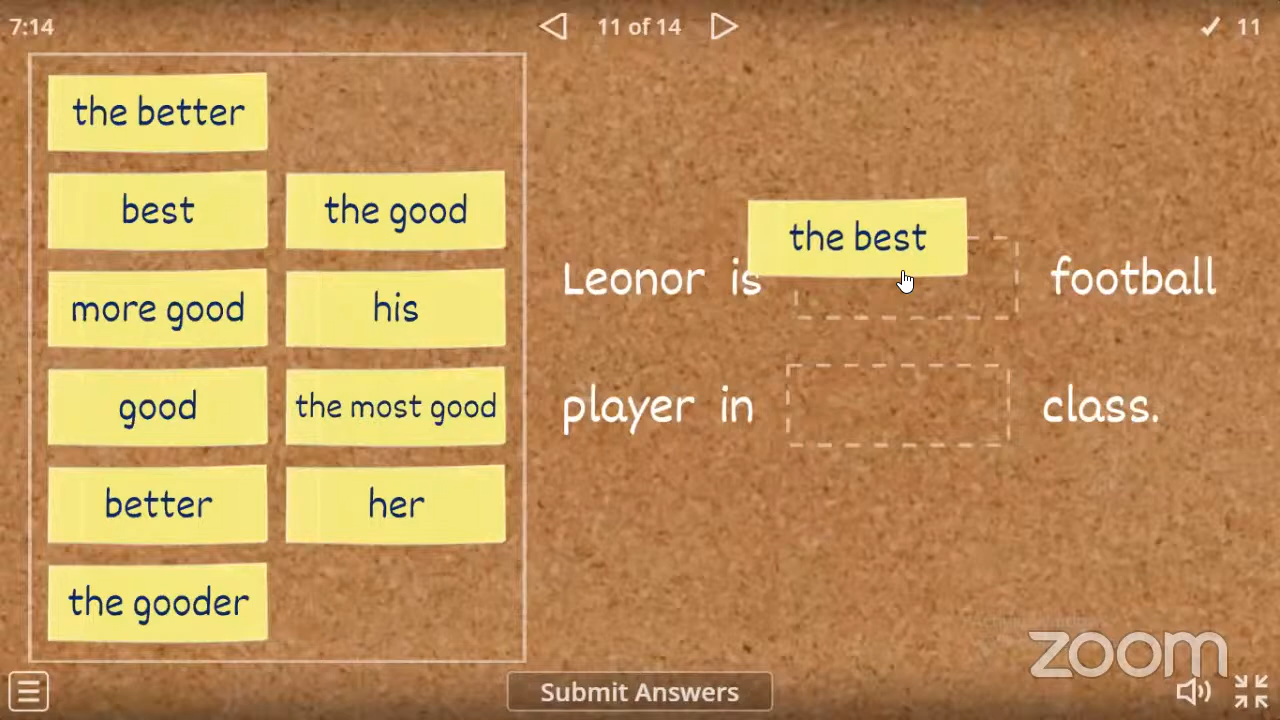 7:14
11 of 14
11
the better
best
the good
more good
his
good
the most good
better
her
the gooder
the best
Leonor is football
player in class.
Submit Answers
zoom